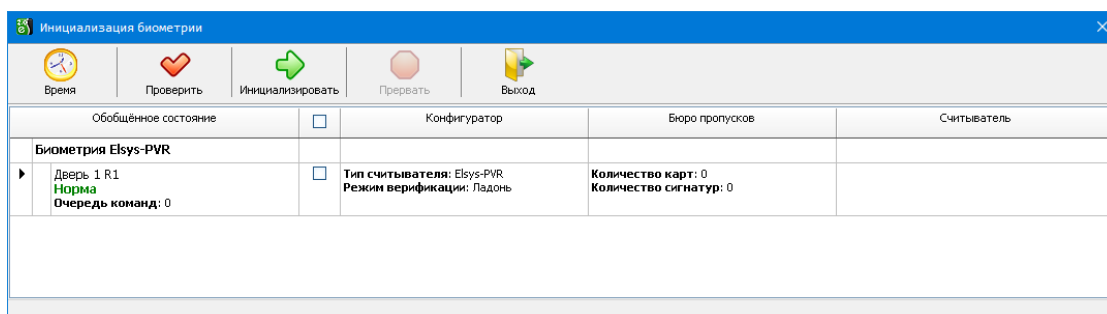 Инициализация биометрии
Время Проверить Инициализировать Прервать Выход
Обобщённое состояние Конфигуратор Бюро пропусков Считыватель
Биометрия Elsys-PVR
Дверь 1 R1 Тип считывателя: Elsys-PVR Количество карт: 0
Норма Режим верификации: Ладонь Количество сигнатур: 0
Очередь команд: 0